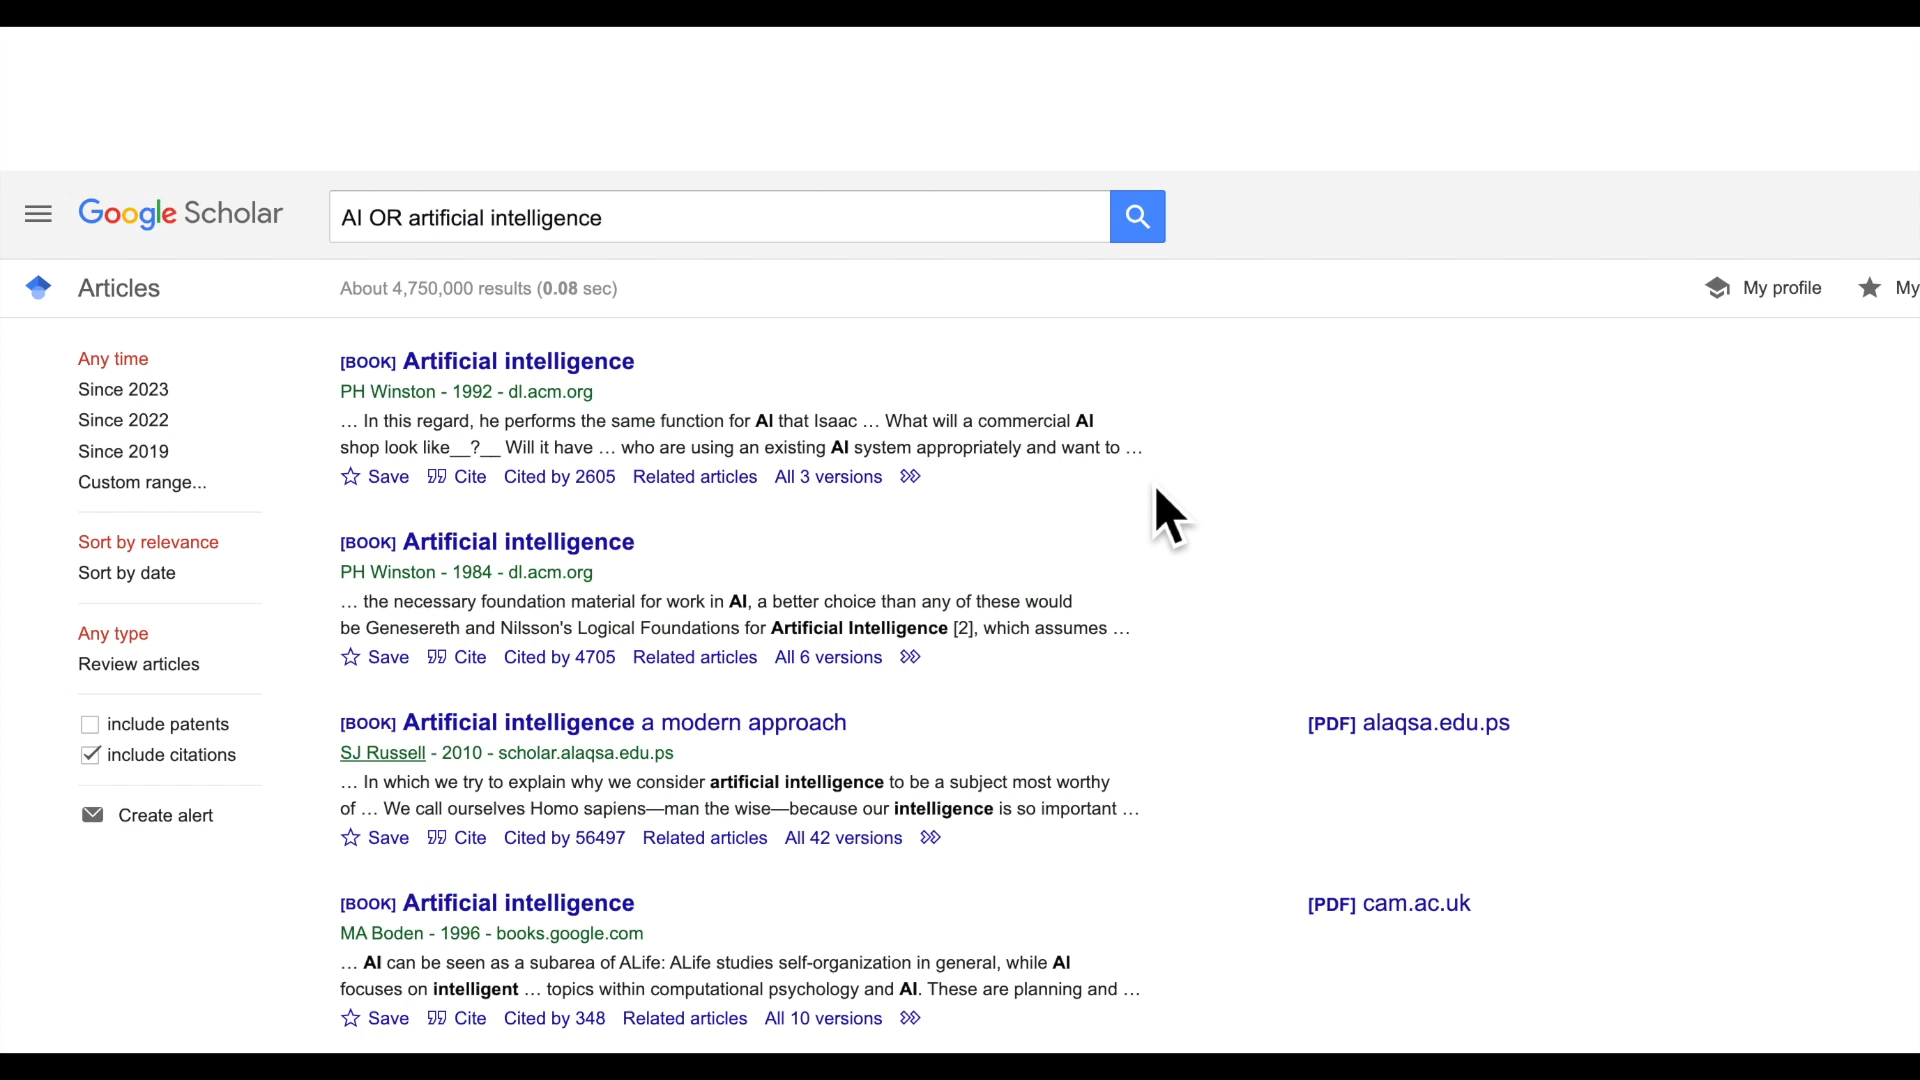 Google Scholar
AI OR artificial intelligence
Articles
About 4,750,000 results (0.08 sec)
My profile
My
Any time
Since 2023
Since 2022
Since 2019
Custom range...
Sort by relevance
Sort by date
Any type
Review articles
include patents
include citations
Create alert
[BOOK] Artificial intelligence
PH Winston - 1992 - dl.acm.org
… In this regard, he performs the same function for AI that Isaac … What will a commercial AI
shop look like__?__ Will it have … who are using an existing AI system appropriately and want to …
Save Cite Cited by 2605 Related articles All 3 versions
[BOOK] Artificial intelligence
PH Winston - 1984 - dl.acm.org
… the necessary foundation material for work in AI, a better choice than any of these would
be Genesereth and Nilsson's Logical Foundations for Artificial Intelligence [2], which assumes …
Save Cite Cited by 4705 Related articles All 6 versions
[BOOK] Artificial intelligence a modern approach
[PDF] alaqsa.edu.ps
SJ Russell - 2010 - scholar.alaqsa.edu.ps
… In which we try to explain why we consider artificial intelligence to be a subject most worthy
of … We call ourselves Homo sapiens—man the wise—because our intelligence is so important …
Save Cite Cited by 56497 Related articles All 42 versions
[BOOK] Artificial intelligence
[PDF] cam.ac.uk
MA Boden - 1996 - books.google.com
… AI can be seen as a subarea of ALife: ALife studies self-organization in general, while AI
focuses on intelligent … topics within computational psychology and AI. These are planning and …
Save Cite Cited by 348 Related articles All 10 versions